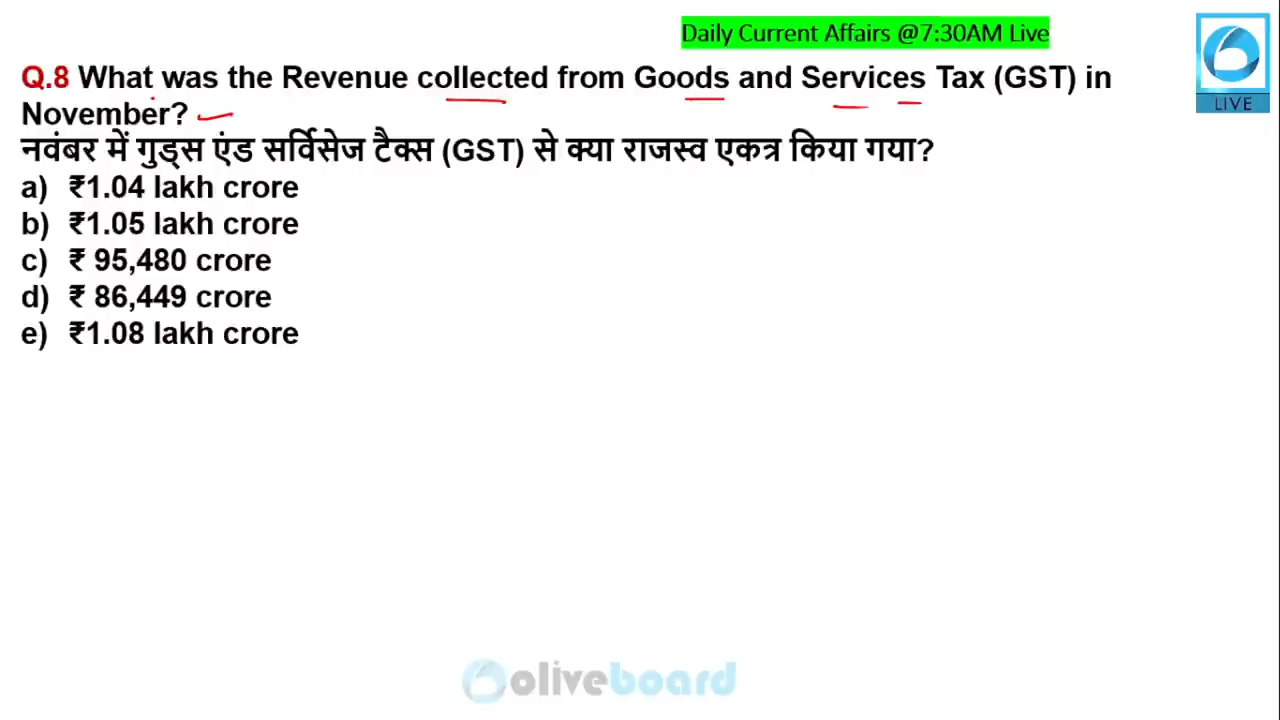 Daily Current Affairs @7:30AM Live
LIVE
Q.8 What was the Revenue collected from Goods and Services Tax (GST) in
November?
नवंबर में गुड्स एंड सर्विसेज टैक्स (GST) से क्या राजस्व एकत्र किया गया?
a) ₹1.04 lakh crore
b) ₹1.05 lakh crore
c) ₹ 95,480 crore
d) ₹ 86,449 crore
e) ₹1.08 lakh crore
oliveboard